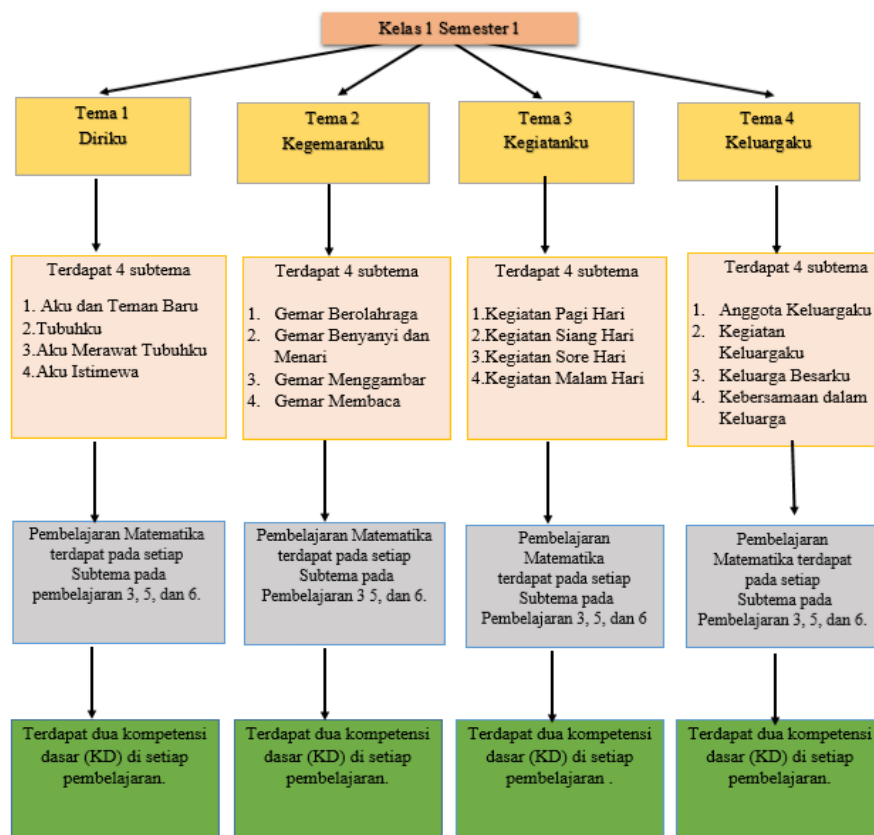 Kelas 1 Semester 1
Tema 1
Diriku
Tema 2
Kegemaranku
Tema 3
Kegiatanku
Tema 4
Keluargaku
Terdapat 4 subtema
1. Aku dan Teman Baru
2.Tubuhku
3.Aku Merawat Tubuhku
4.Aku Istimewa
Terdapat 4 subtema
1. Gemar Berolahraga
2. Gemar Benyanyi dan
Menari
3. Gemar Menggambar
4. Gemar Membaca
Terdapat 4 subtema
1.Kegiatan Pagi Hari
2.Kegiatan Siang Hari
3.Kegiatan Sore Hari
4.Kegiatan Malam Hari
Terdapat 4 subtema
1. Anggota Keluargaku
2. Kegiatan
Keluargaku
3. Keluarga Besarku
4. Kebersamaan dalam
Keluarga
Pembelajaran Matematika
terdapat pada setiap
Subtema pada
pembelajaran 3, 5, dan 6.
Pembelajaran Matematika
terdapat pada setiap
Subtema pada
Pembelajaran 3 5, dan 6.
Pembelajaran
Matematika
terdapat pada setiap
Subtema pada
Pembelajaran 3, 5, dan 6
Pembelajaran
Matematika terdapat
pada setiap
Subtema pada
Pembelajaran 3, 5, dan 6.
Terdapat dua kompetensi
dasar (KD) di setiap
pembelajaran.
Terdapat dua kompetensi
dasar (KD) di setiap
pembelajaran.
Terdapat dua kompetensi
dasar (KD) di setiap
pembelajaran .
Terdapat dua kompetensi
dasar (KD) di setiap
pembelajaran.